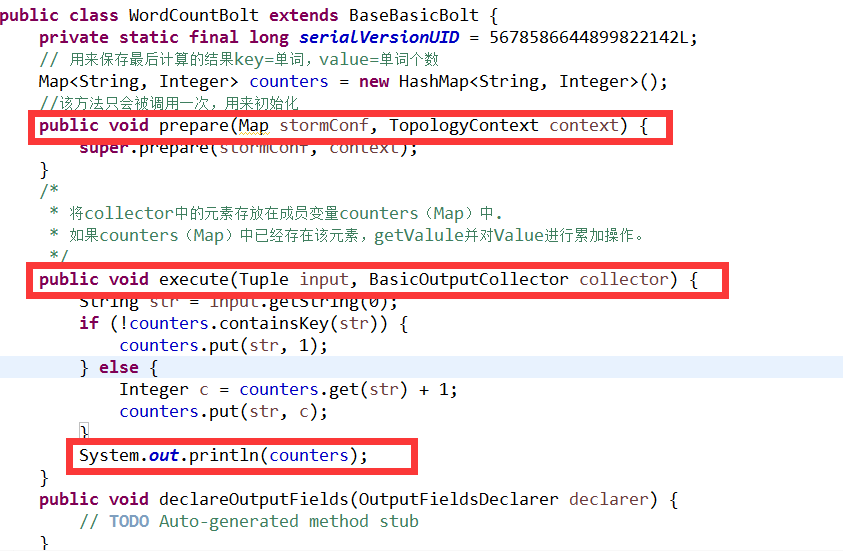 public class WordCountBolt extends BaseBasicBolt {
private static final long serialVersionUID = 5678586644899822142L;
// 用来保存最后计算的结果key=单词，value=单词个数
Map<String, Integer> counters = new HashMap<String, Integer>();
//该方法只会被调用一次，用来初始化
public void prepare(Map stormConf, TopologyContext context) {
super.prepare(stormConf, context);
}
/*
* 将collector中的元素存放在成员变量counters（Map）中.
* 如果counters（Map）中已经存在该元素，getValule并对Value进行累加操作。
*/
public void execute(Tuple input, BasicOutputCollector collector) {
String str = input.getString(0);
if (!counters.containsKey(str)) {
counters.put(str, 1);
} else {
Integer c = counters.get(str) + 1;
counters.put(str, c);
}
System.out.println(counters);
}
public void declareOutputFields(OutputFieldsDeclarer declarer) {
// TODO Auto-generated method stub
}